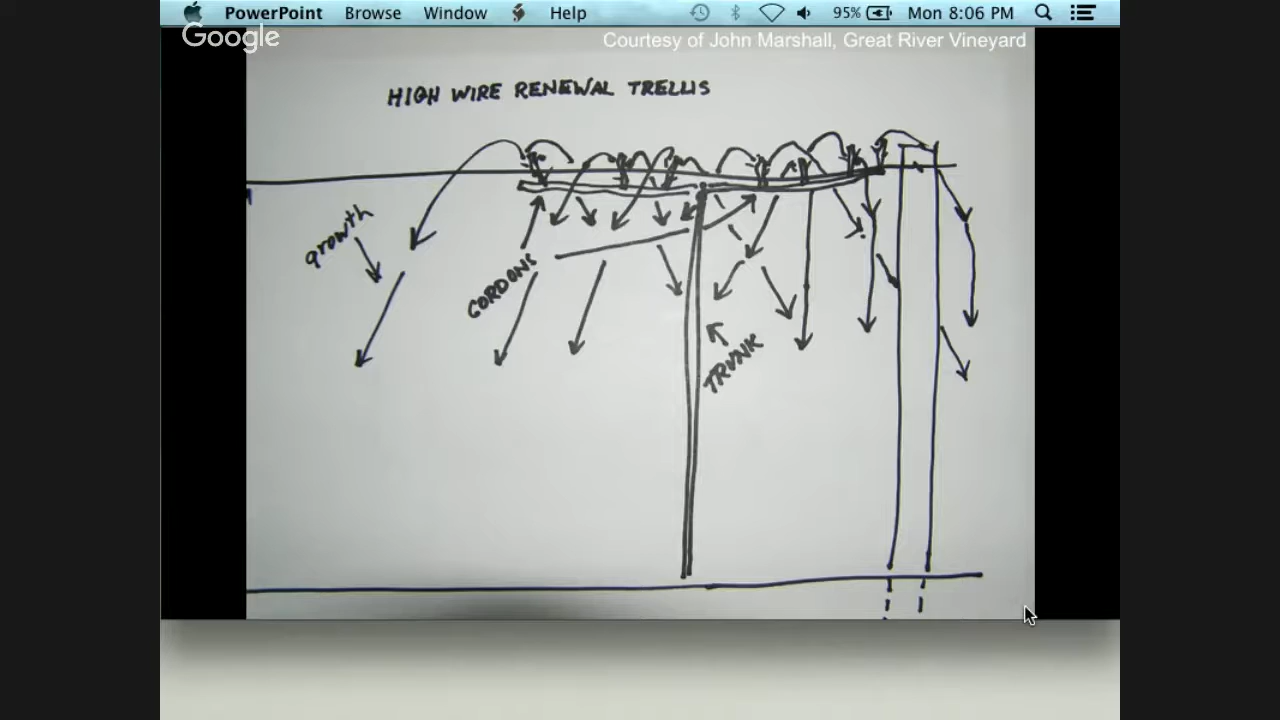 PowerPoint Browse Window Help 95% Mon 8:06 PM
Google
Courtesy of John Marshall, Great River Vineyard
HIGH WIRE RENEWAL TRELLIS
growth
CORDONS
TRUNK